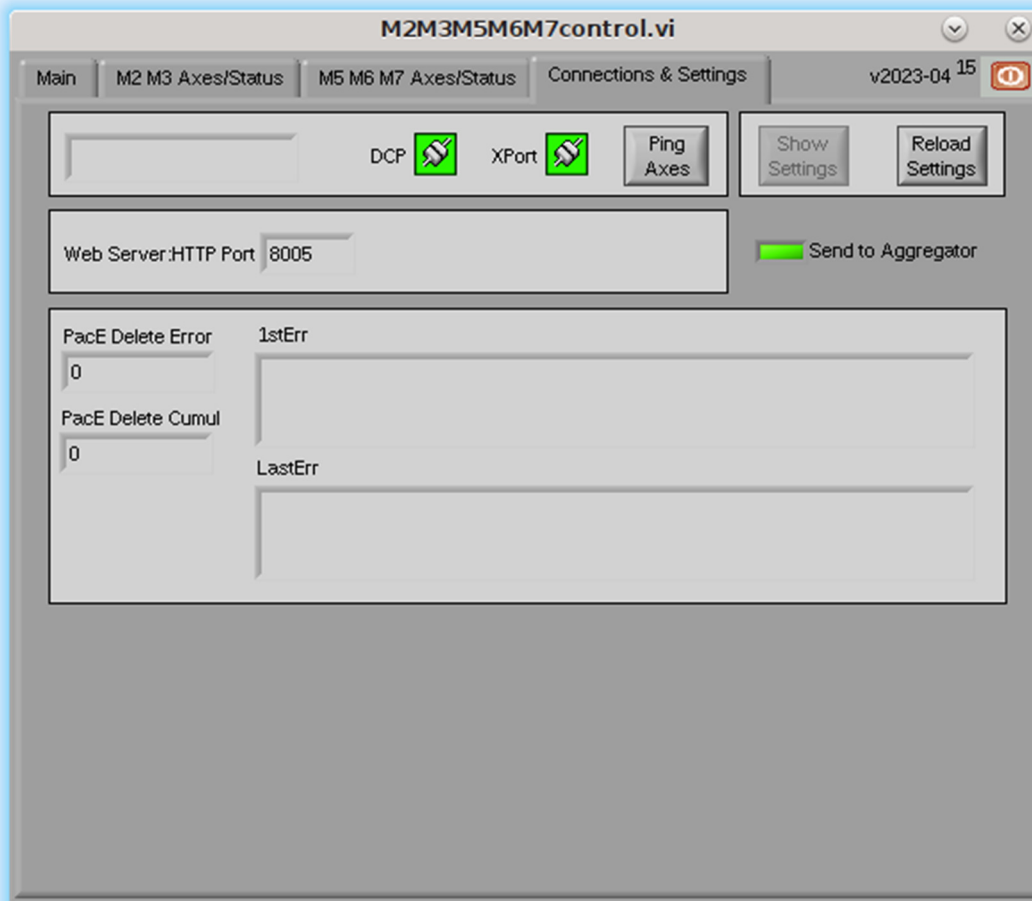 M2M3M5M6M7control.vi
Main
M2 M3 Axes/Status
M5 M6 M7 Axes/Status
Connections & Settings
v2023-04 15
DCP
XPort
Ping
Axes
Show
Settings
Reload
Settings
Web Server:HTTP Port
8005
Send to Aggregator
PacE Delete Error
0
PacE Delete Cumul
0
1stErr
LastErr